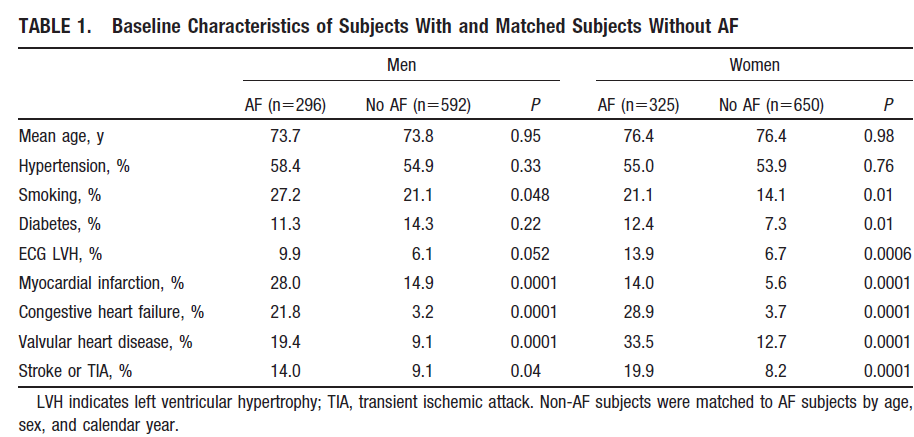 TABLE 1. Baseline Characteristics of Subjects With and Matched Subjects Without AF
Men Women
AF (n=296) No AF (n=592) P AF (n=325) No AF (n=650) P
Mean age, y 73.7 73.8 0.95 76.4 76.4 0.98
Hypertension, % 58.4 54.9 0.33 55.0 53.9 0.76
Smoking, % 27.2 21.1 0.048 21.1 14.1 0.01
Diabetes, % 11.3 14.3 0.22 12.4 7.3 0.01
ECG LVH, % 9.9 6.1 0.052 13.9 6.7 0.0006
Myocardial infarction, % 28.0 14.9 0.0001 14.0 5.6 0.0001
Congestive heart failure, % 21.8 3.2 0.0001 28.9 3.7 0.0001
Valvular heart disease, % 19.4 9.1 0.0001 33.5 12.7 0.0001
Stroke or TIA, % 14.0 9.1 0.04 19.9 8.2 0.0001
LVH indicates left ventricular hypertrophy; TIA, transient ischemic attack. Non-AF subjects were matched to AF subjects by age,
sex, and calendar year.